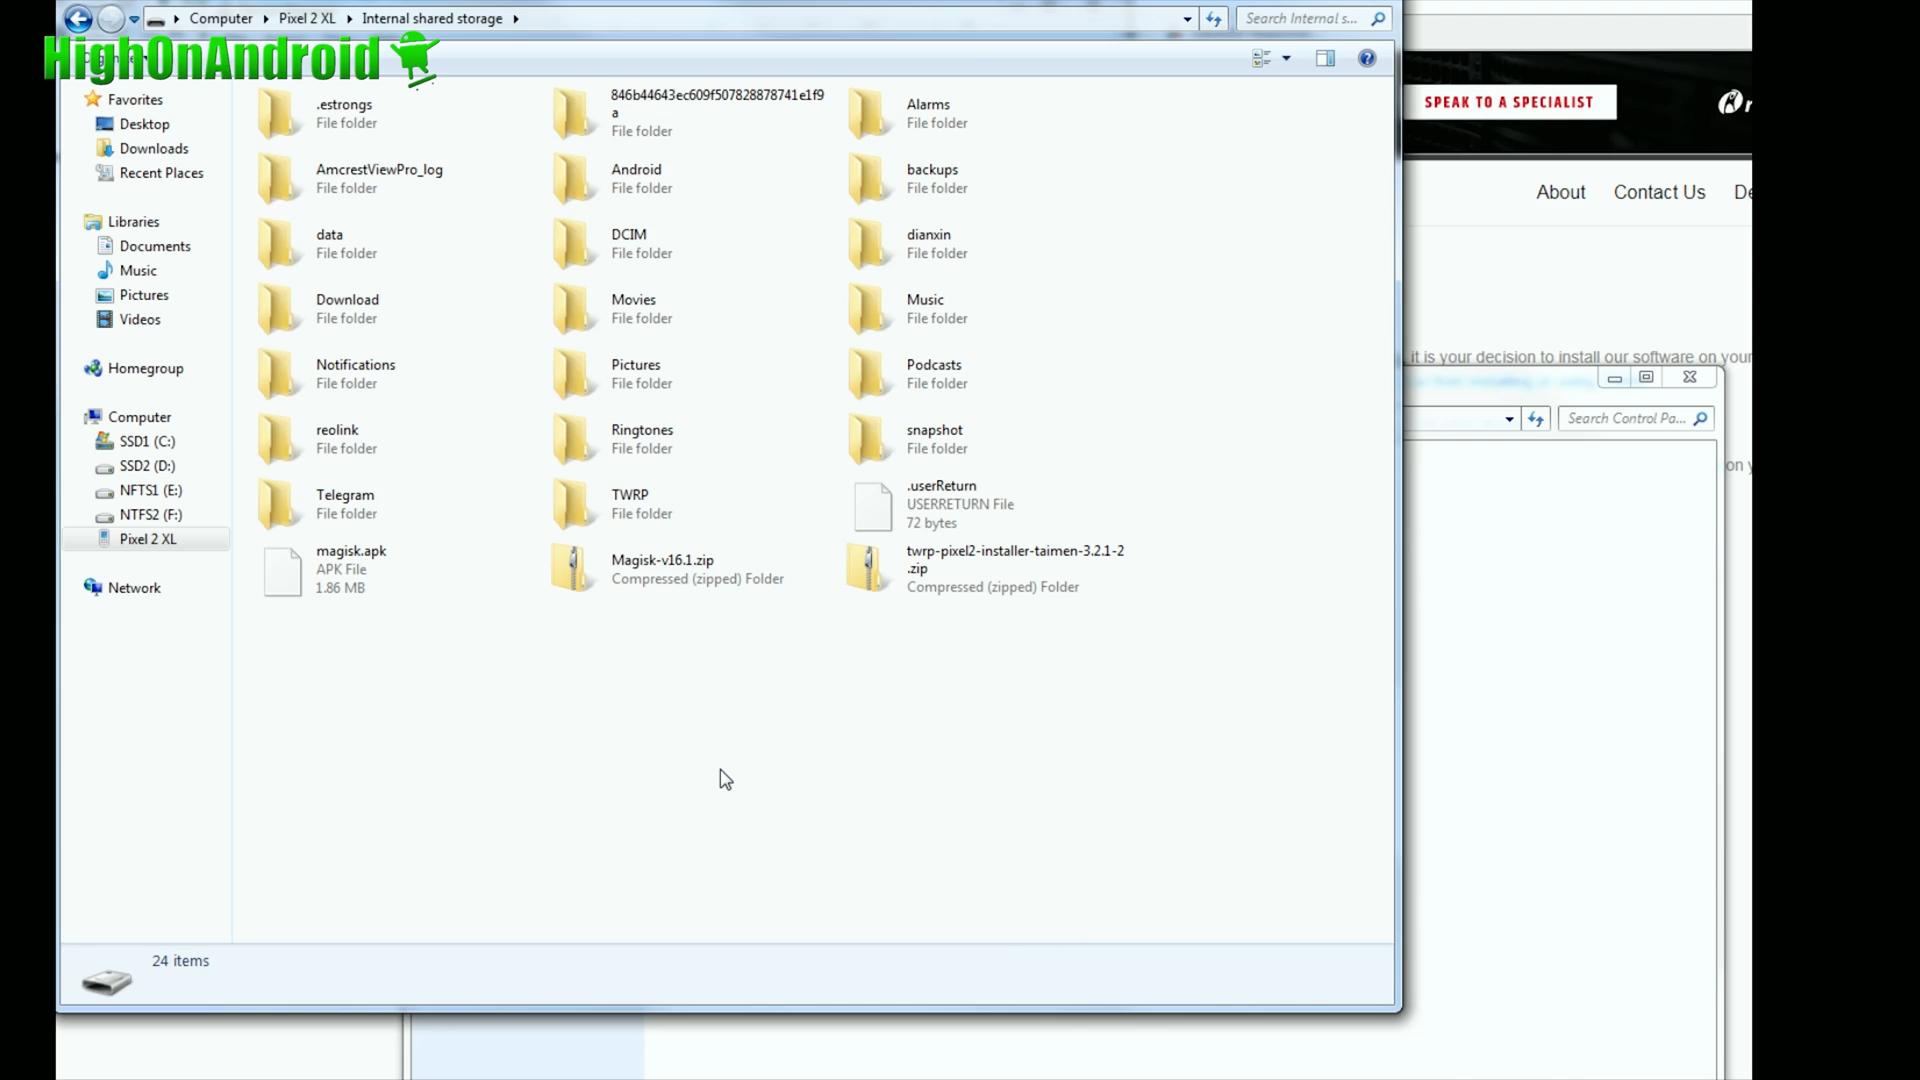 Computer Pixel 2 XL Internal shared storage
Search Internal s...
HighOnAndroid
Favorites
Desktop
Downloads
Recent Places
Libraries
Documents
Music
Pictures
Videos
Homegroup
Computer
SSD1 (C:)
SSD2 (D:)
NFTS1 (E:)
NTFS2 (F:)
Pixel 2 XL
Network
.estrongs
File folder
846b44643ec609f507828878741e1f9
a
File folder
Alarms
File folder
AmcrestViewPro_log
File folder
Android
File folder
backups
File folder
data
File folder
DCIM
File folder
dianxin
File folder
Download
File folder
Movies
File folder
Music
File folder
Notifications
File folder
Pictures
File folder
Podcasts
File folder
reolink
File folder
Ringtones
File folder
snapshot
File folder
Telegram
File folder
TWRP
File folder
.userReturn
USERRETURN File
72 bytes
magisk.apk
APK File
1.86 MB
Magisk-v16.1.zip
Compressed (zipped) Folder
twrp-pixel2-installer-taimen-3.2.1-2
.zip
Compressed (zipped) Folder
24 items
SPEAK TO A SPECIALIST
About Contact Us De
it is your decision to install our software on your
Search Control Pa...
on y